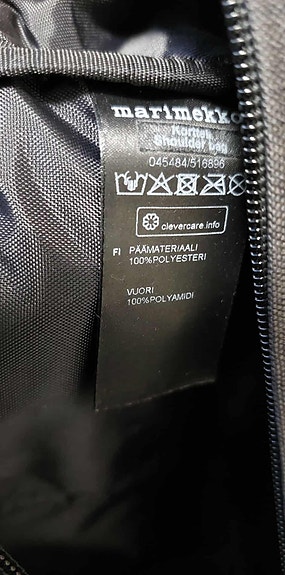 marimekko
Kortteli
Shoulder bag
045484/516896
clevercare.info
FI PÄÄMATERIAALI
100%POLYESTERI
VUORI
100%POLYAMIDI